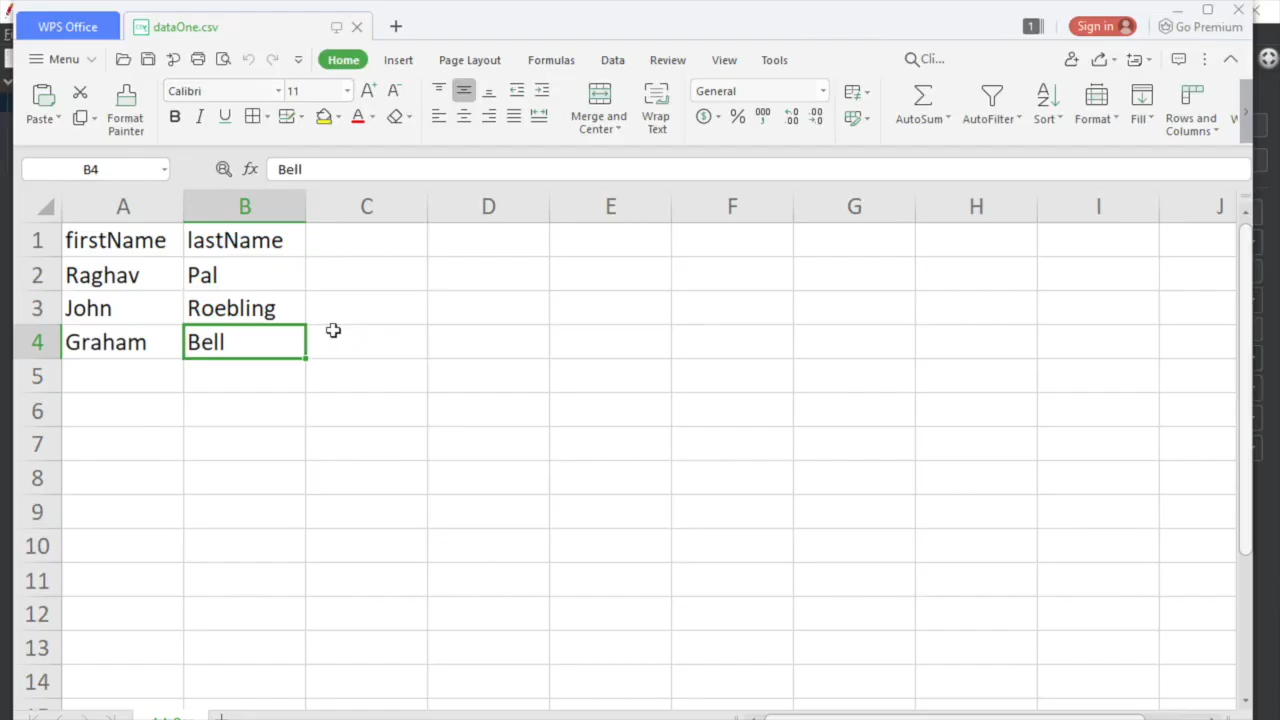 WPS Office
dataOne.csv
1
Sign in
Go Premium
Menu
Home
Insert
Page Layout
Formulas
Data
Review
View
Tools
Cli...
Paste
Format Painter
Calibri
11
A+
A-
B I U
A
Merge and Center
Wrap Text
General
$ % 000
AutoSum
AutoFilter
Sort
Format
Fill
Rows and Columns
B4
fx
Bell
A B C D E F G H I J
1 firstName lastName
2 Raghav Pal
3 John Roebling
4 Graham Bell
5
6
7
8
9
10
11
12
13
14